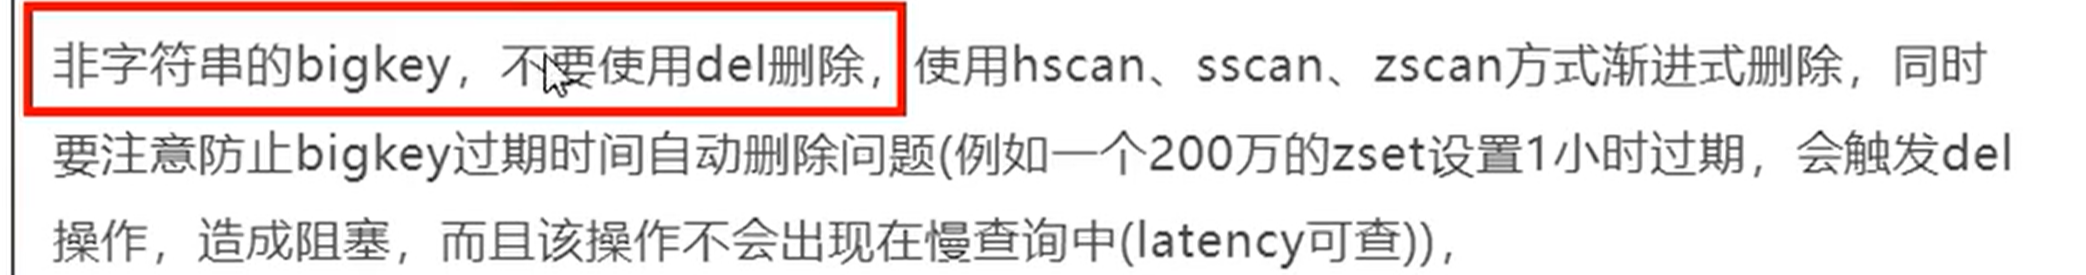 非字符串的bigkey，不要使用del删除，使用hscan、sscan、zscan方式渐进式删除，同时
要注意防止bigkey过期时间自动删除问题(例如一个200万的zset设置1小时过期，会触发del
操作，造成阻塞，而且该操作不会出现在慢查询中(latency可查))，